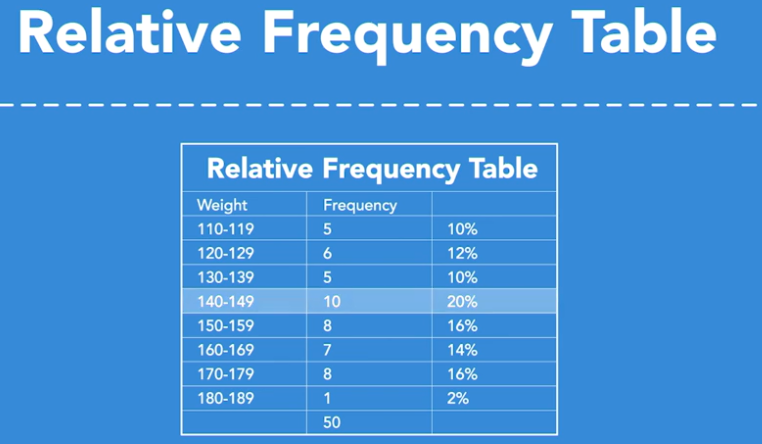 Relative Frequency Table
Relative Frequency Table
Weight Frequency
110-119 5 10%
120-129 6 12%
130-139 5 10%
140-149 10 20%
150-159 8 16%
160-169 7 14%
170-179 8 16%
180-189 1 2%
50